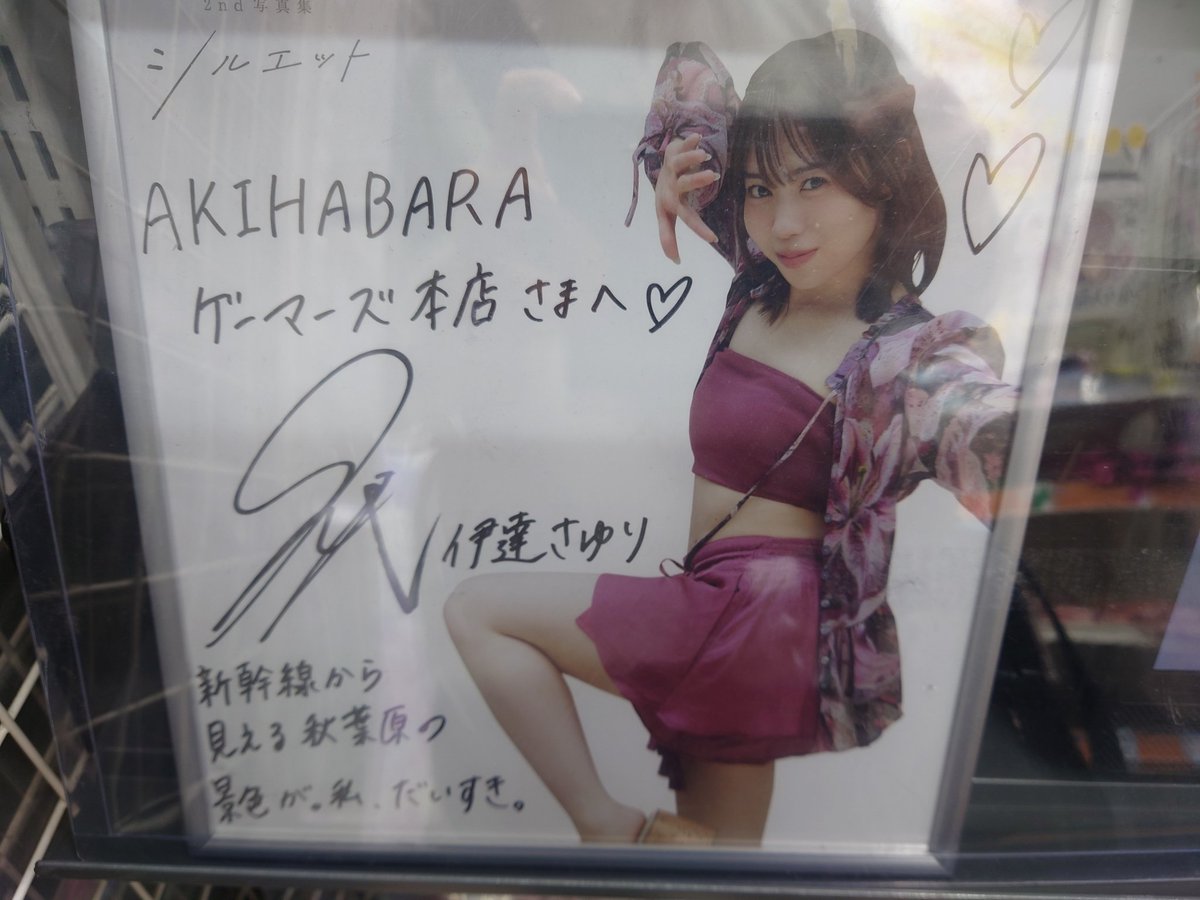 2nd写真集
シルエット
AKIHABARA
ゲーマーズ本店さまへ♡
伊達さゆり
新幹線から
見える秋葉原の
景色が。私、だいすき。